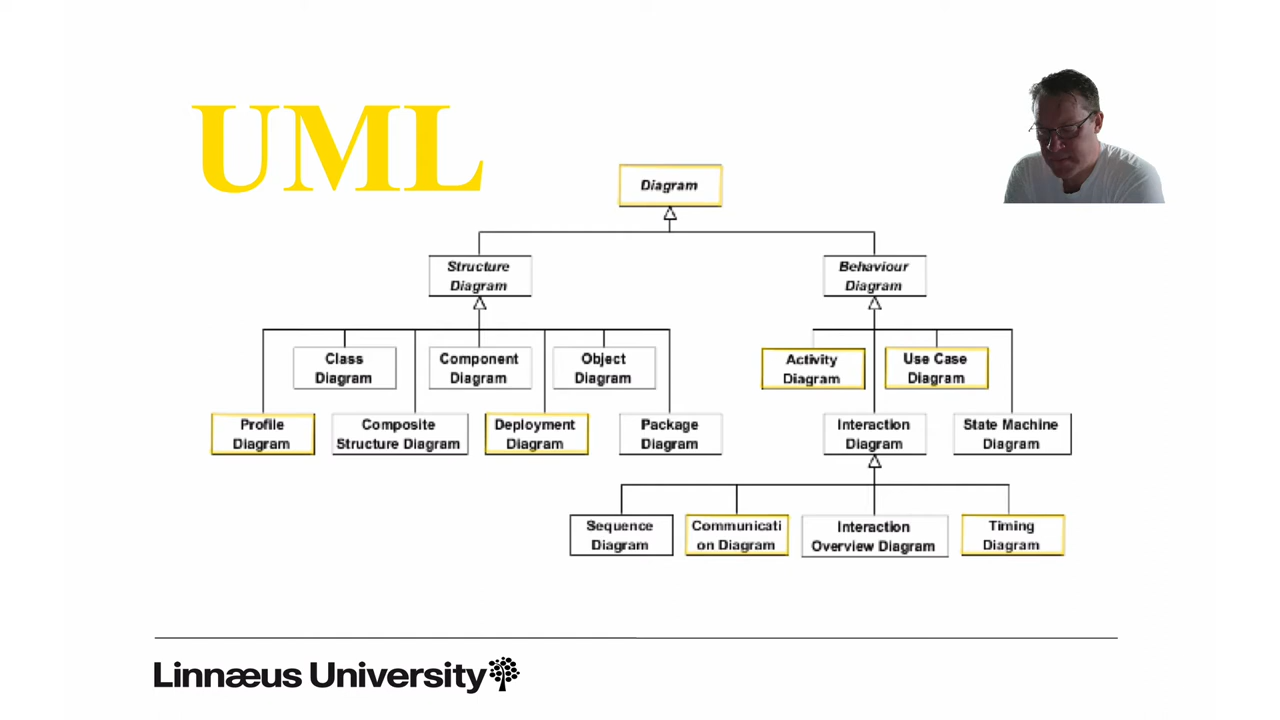 UML
Diagram
Structure
Diagram
Behaviour
Diagram
Class
Diagram
Component
Diagram
Object
Diagram
Activity
Diagram
Use Case
Diagram
Profile
Diagram
Composite
Structure Diagram
Deployment
Diagram
Package
Diagram
Interaction
Diagram
State Machine
Diagram
Sequence
Diagram
Communicati
on Diagram
Interaction
Overview Diagram
Timing
Diagram
Linnæus University